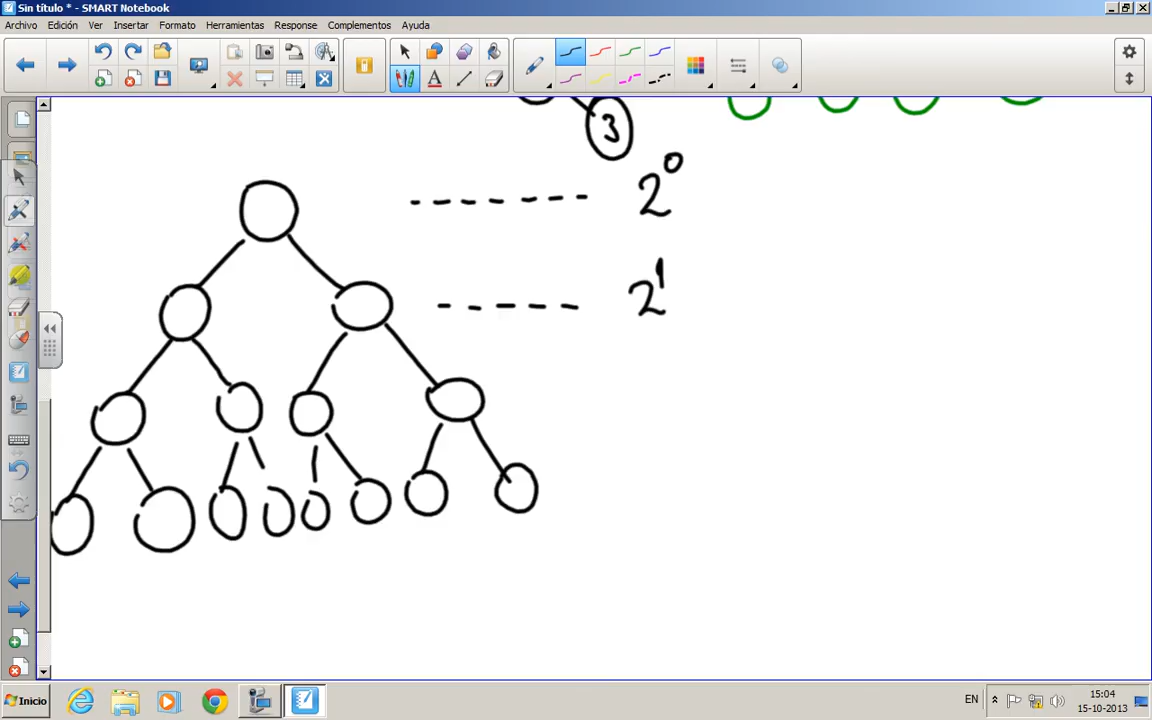 Sin título * - SMART Notebook
Archivo Edición Ver Insertar Formato Herramientas Response Complementos Ayuda
3
2⁰
2¹
Inicio
EN
15:04
15-10-2013